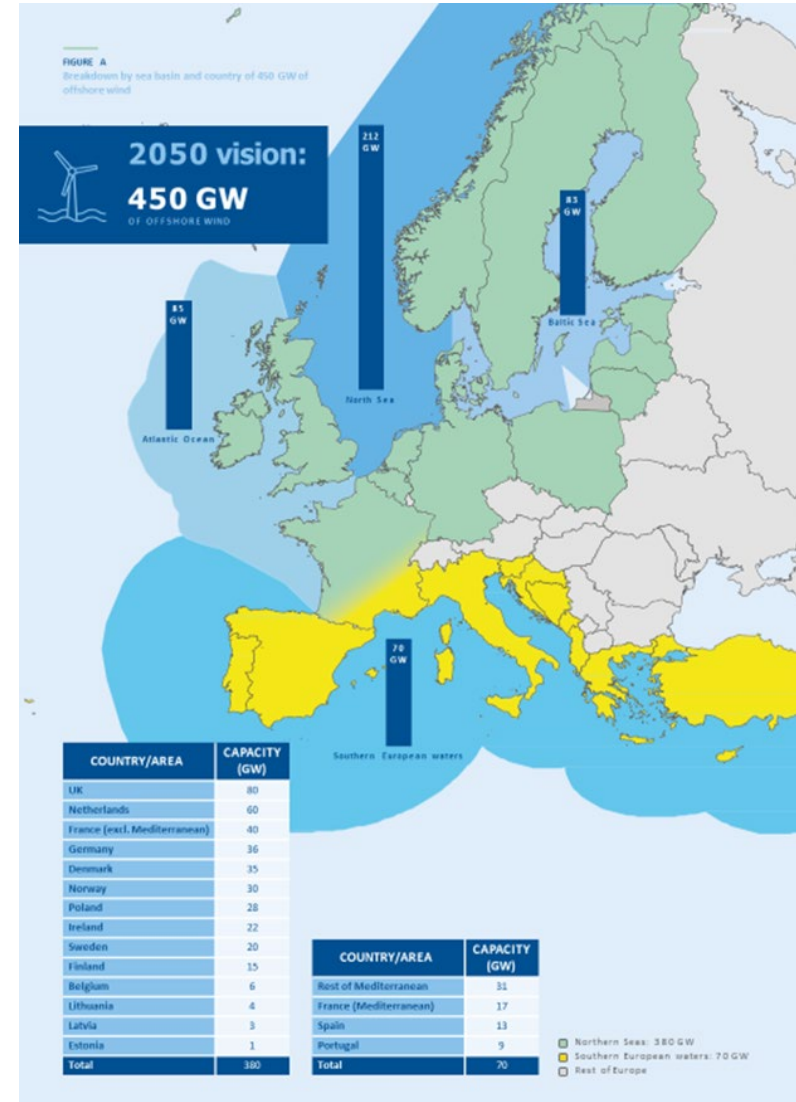 FIGURE A
Breakdown by sea basin and country of 450 GW of
offshore wind
2050 vision:
450 GW
OF OFFSHORE WIND
212
GW
North Sea
83
GW
Baltic Sea
85
GW
Atlantic Ocean
70
GW
Southern European waters
COUNTRY/AREA CAPACITY (GW)
UK 80
Netherlands 60
France (excl. Mediterranean) 40
Germany 36
Denmark 35
Norway 30
Poland 28
Ireland 22
Sweden 20
Finland 15
Belgium 6
Lithuania 4
Latvia 3
Estonia 1
Total 380
COUNTRY/AREA CAPACITY (GW)
Rest of Mediterranean 31
France (Mediterranean) 17
Spain 13
Portugal 9
Total 70
Northern Seas: 380 GW
Southern European waters: 70 GW
Rest of Europe